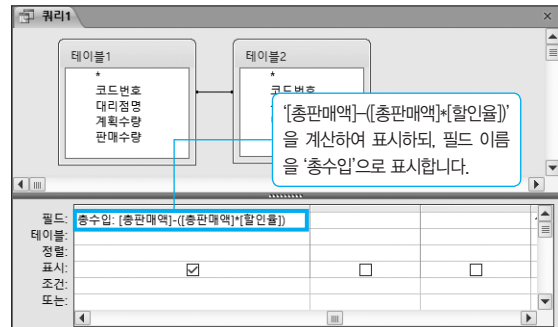 쿼리1
테이블1
*
코드번호
대리점명
계획수량
판매수량
테이블2
*
코드번호
'[총판매액]-([총판매액]*[할인율])'
을 계산하여 표시하되, 필드 이름
을 '총수입'으로 표시합니다.
필드: 총수입: [총판매액]-([총판매액]*[할인율])
테이블:
정렬:
표시:
조건:
또는: